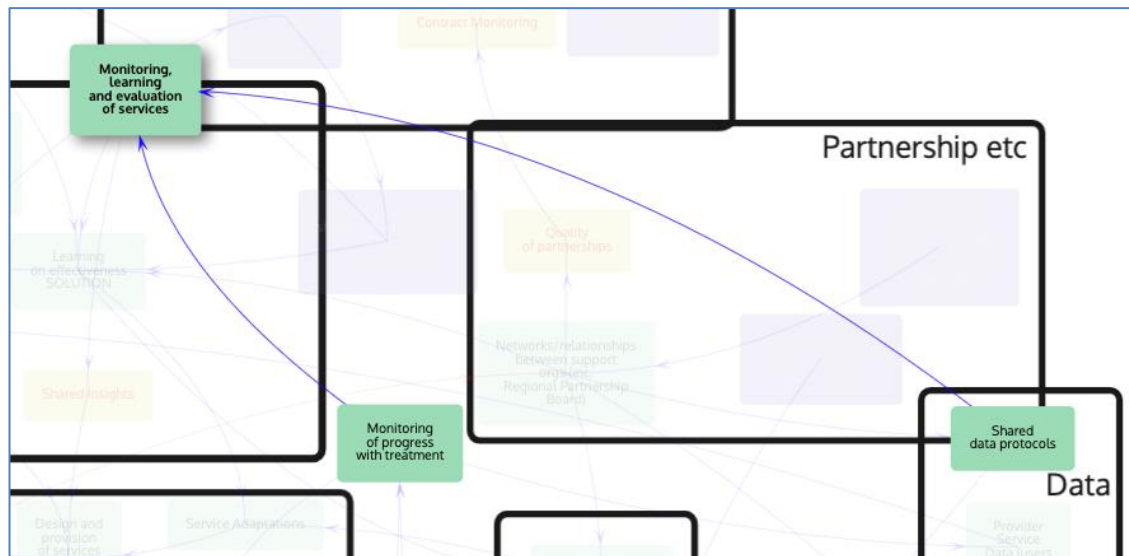 Contract Monitoring
Monitoring,
learning
and evaluation
of services
Partnership etc
Quality
of partnerships
Learning
on effectiveness
SOLUTION
Networks/relationships
between support
orgs(inc.
Regional Partnership
Board)
Shared insights
Monitoring
of progress
with treatment
Shared
data protocols
Data
Design and
provision
of services
Service Adaptations
Provider
Service
Data (users